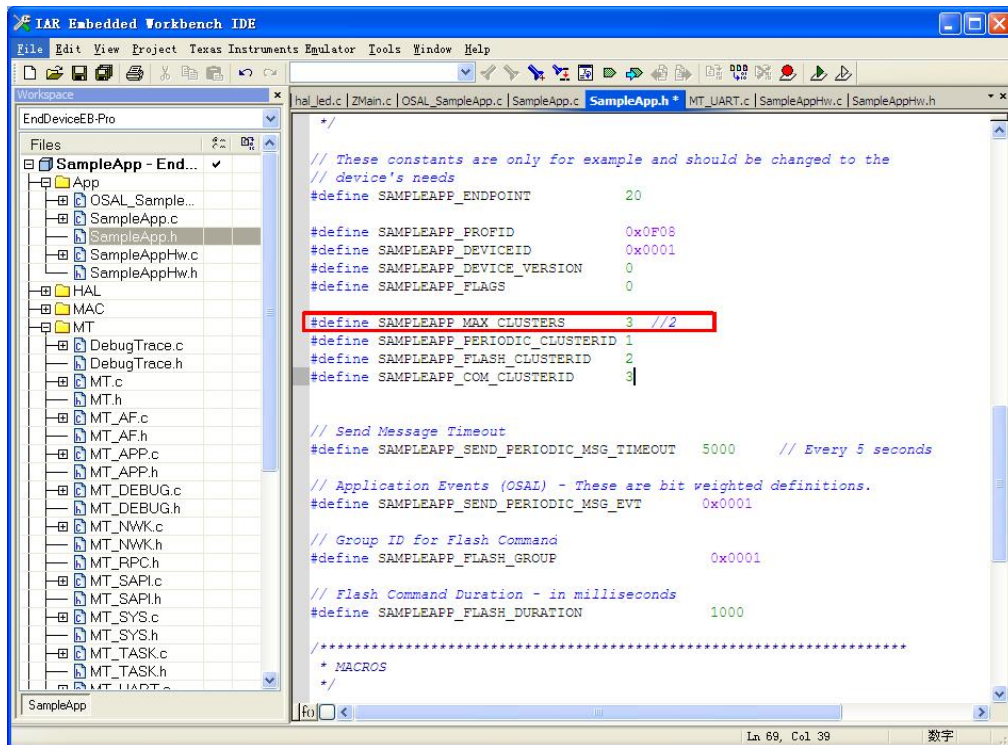 IAR Embedded Workbench IDE
File Edit View Project Texas Instruments Emulator Tools Window Help
Workspace
hal_led.c | ZMain.c | OSAL_SampleApp.c | SampleApp.c | SampleApp.h * | MT_UART.c | SampleAppHw.c | SampleAppHw.h
EndDeviceEB-Pro
Files
SampleApp - End...
App
OSAL_Sample...
SampleApp.c
SampleApp.h
SampleAppHw.c
SampleAppHw.h
HAL
MAC
MT
DebugTrace.c
DebugTrace.h
MT.c
MT.h
MT_AF.c
MT_AF.h
MT_APP.c
MT_APP.h
MT_DEBUG.c
MT_DEBUG.h
MT_NWK.c
MT_NWK.h
MT_RPC.h
MT_SAPI.c
MT_SAPI.h
MT_SYS.c
MT_SYS.h
MT_TASK.c
MT_TASK.h
MT_UART.c
SampleApp
*/
// These constants are only for example and should be changed to the
// device's needs
#define SAMPLEAPP_ENDPOINT 20
#define SAMPLEAPP_PROFID 0x0F08
#define SAMPLEAPP_DEVICEID 0x0001
#define SAMPLEAPP_DEVICE_VERSION 0
#define SAMPLEAPP_FLAGS 0
#define SAMPLEAPP_MAX_CLUSTERS 3 //2
#define SAMPLEAPP_PERIODIC_CLUSTERID 1
#define SAMPLEAPP_FLASH_CLUSTERID 2
#define SAMPLEAPP_COM_CLUSTERID 3
// Send Message Timeout
#define SAMPLEAPP_SEND_PERIODIC_MSG_TIMEOUT 5000 // Every 5 seconds
// Application Events (OSAL) - These are bit weighted definitions.
#define SAMPLEAPP_SEND_PERIODIC_MSG_EVT 0x0001
// Group ID for Flash Command
#define SAMPLEAPP_FLASH_GROUP 0x0001
// Flash Command Duration - in milliseconds
#define SAMPLEAPP_FLASH_DURATION 1000
/*********************************************************************
* MACROS
*/
fo
Ln 69, Col 39 数字